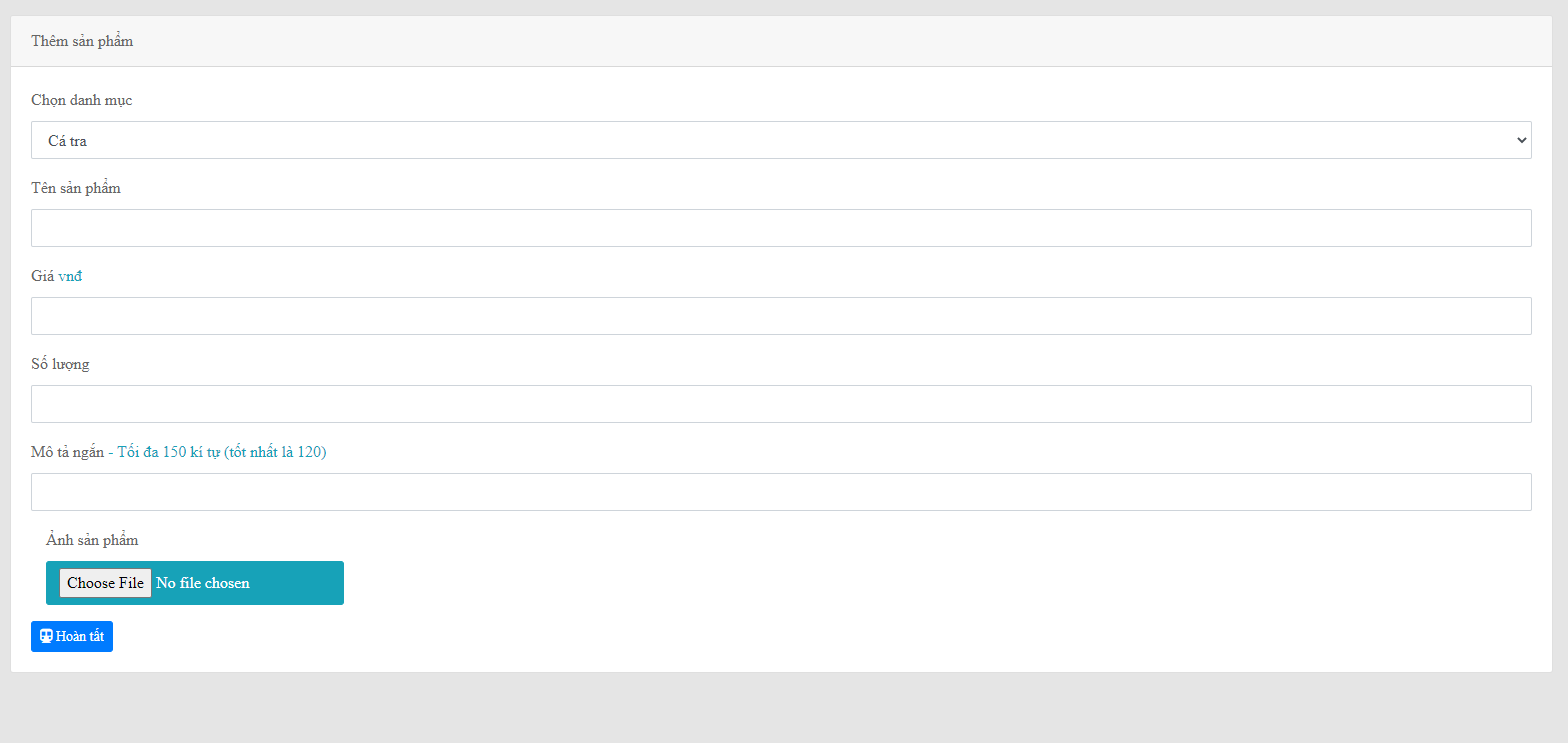 Thêm sản phẩm
Chọn danh mục
Cá tra
Tên sản phẩm
Giá vnđ
Số lượng
Mô tả ngắn - Tối đa 150 kí tự (tốt nhất là 120)
Ảnh sản phẩm
Choose File No file chosen
Hoàn tất